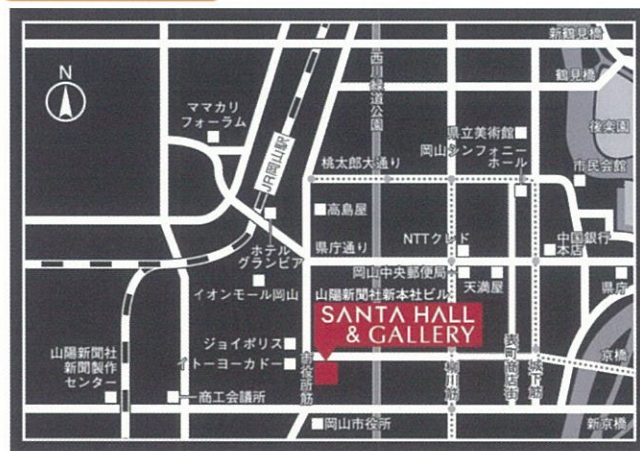 新鶴見橋
鶴見橋
N
西川緑道公園
ママカリ
フォーラム
JR岡山駅
県立美術館
岡山シンフォニー
ホール
後楽園
桃太郎大通り
市民会館
高島屋
ホテル
グランビア
県庁通り
NTTクレド
中国銀行
本店
イオンモール岡山
岡山中央郵便局
天満屋
県庁
山陽新聞社新本社ビル
SANTA HALL
& GALLERY
ジョイポリス
イトーヨーカドー
山陽新聞社
新聞製作
センター
商工会議所
市役所筋
柳川筋
表町商店街
城下筋
京橋
岡山市役所
新京橋